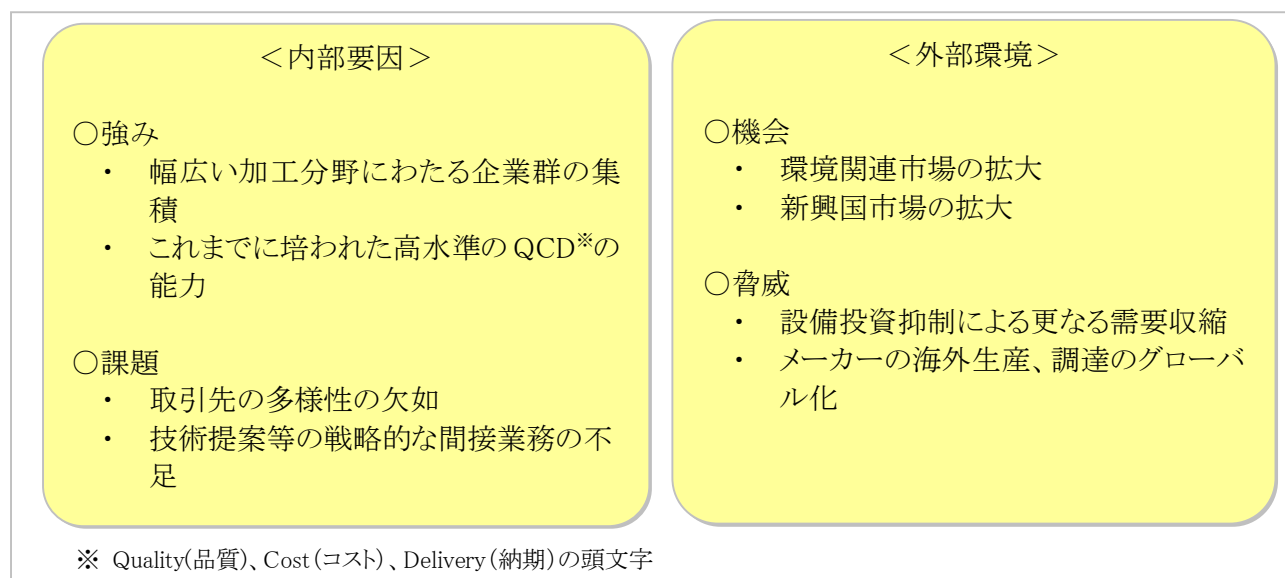 ＜内部要因＞
○強み
・ 幅広い加工分野にわたる企業群の集
積
・ これまでに培われた高水準の QCD※の
能力
○課題
・ 取引先の多様性の欠如
・ 技術提案等の戦略的な間接業務の不
足
＜外部環境＞
○機会
・ 環境関連市場の拡大
・ 新興国市場の拡大
○脅威
・ 設備投資抑制による更なる需要収縮
・ メーカーの海外生産、調達のグローバ
ル化
※ Quality(品質)、Cost(コスト)、Delivery(納期)の頭文字